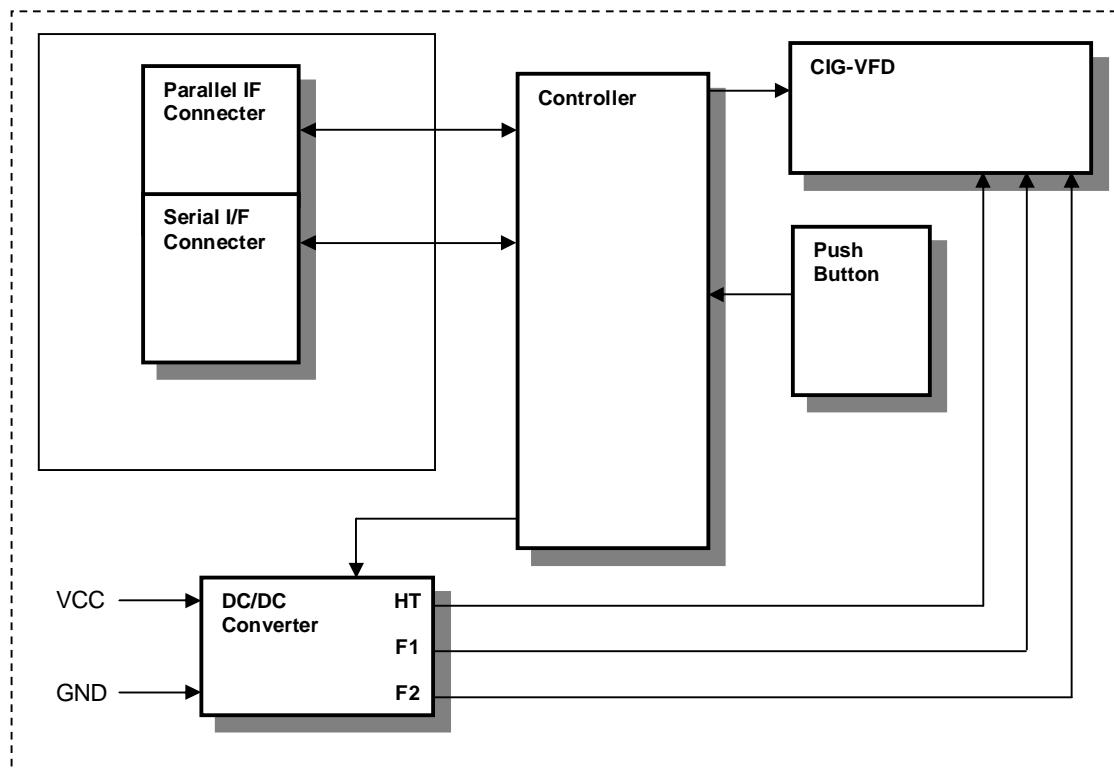 Parallel IF
Connecter
Serial I/F
Connecter
Controller
CIG-VFD
Push
Button
VCC
GND
DC/DC
Converter
HT
F1
F2